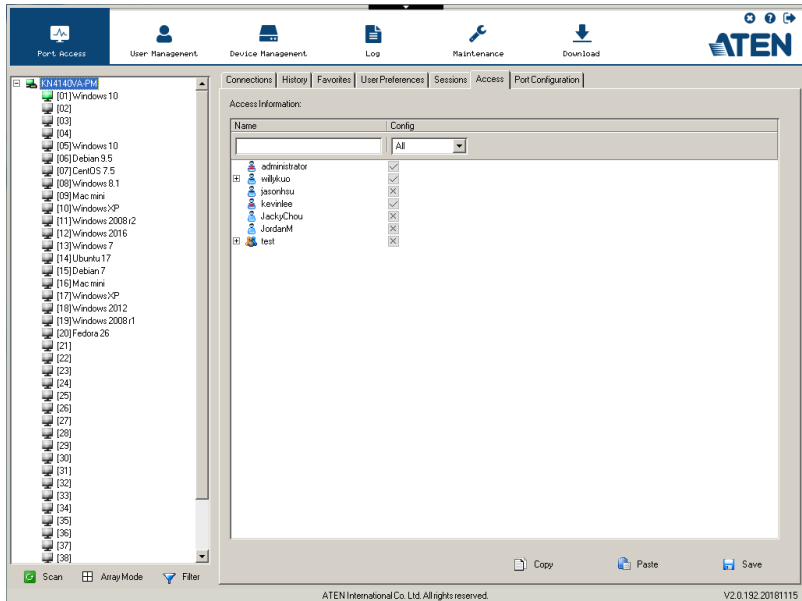 Port Access
User Management
Device Management
Log
Maintenance
Download
ATEN
KN4140VA-PM
[01]Windows 10
[02]
[03]
[04]
[05]Windows 10
[06]Debian 9.5
[07]CentOS 7.5
[08]Windows 8.1
[09]Mac mini
[10]WindowsXP
[11]Windows 2008 r2
[12]Windows 2016
[13]Windows 7
[14]Ubuntu 17
[15]Debian 7
[16]Mac mini
[17]WindowsXP
[18]Windows 2012
[19]Windows 2008 r1
[20]Fedora 26
[21]
[22]
[23]
[24]
[25]
[26]
[27]
[28]
[29]
[30]
[31]
[32]
[33]
[34]
[35]
[36]
[37]
[38]
Scan Array Mode Filter
Connections History Favorites User Preferences Sessions Access Port Configuration
Access Information:
Name Config
All
administrator
willykuo
jasonhsu
kevinlee
JackyChou
JordanM
test
Copy Paste Save
ATEN International Co. Ltd. All rights reserved.
V2.0.192.20181115